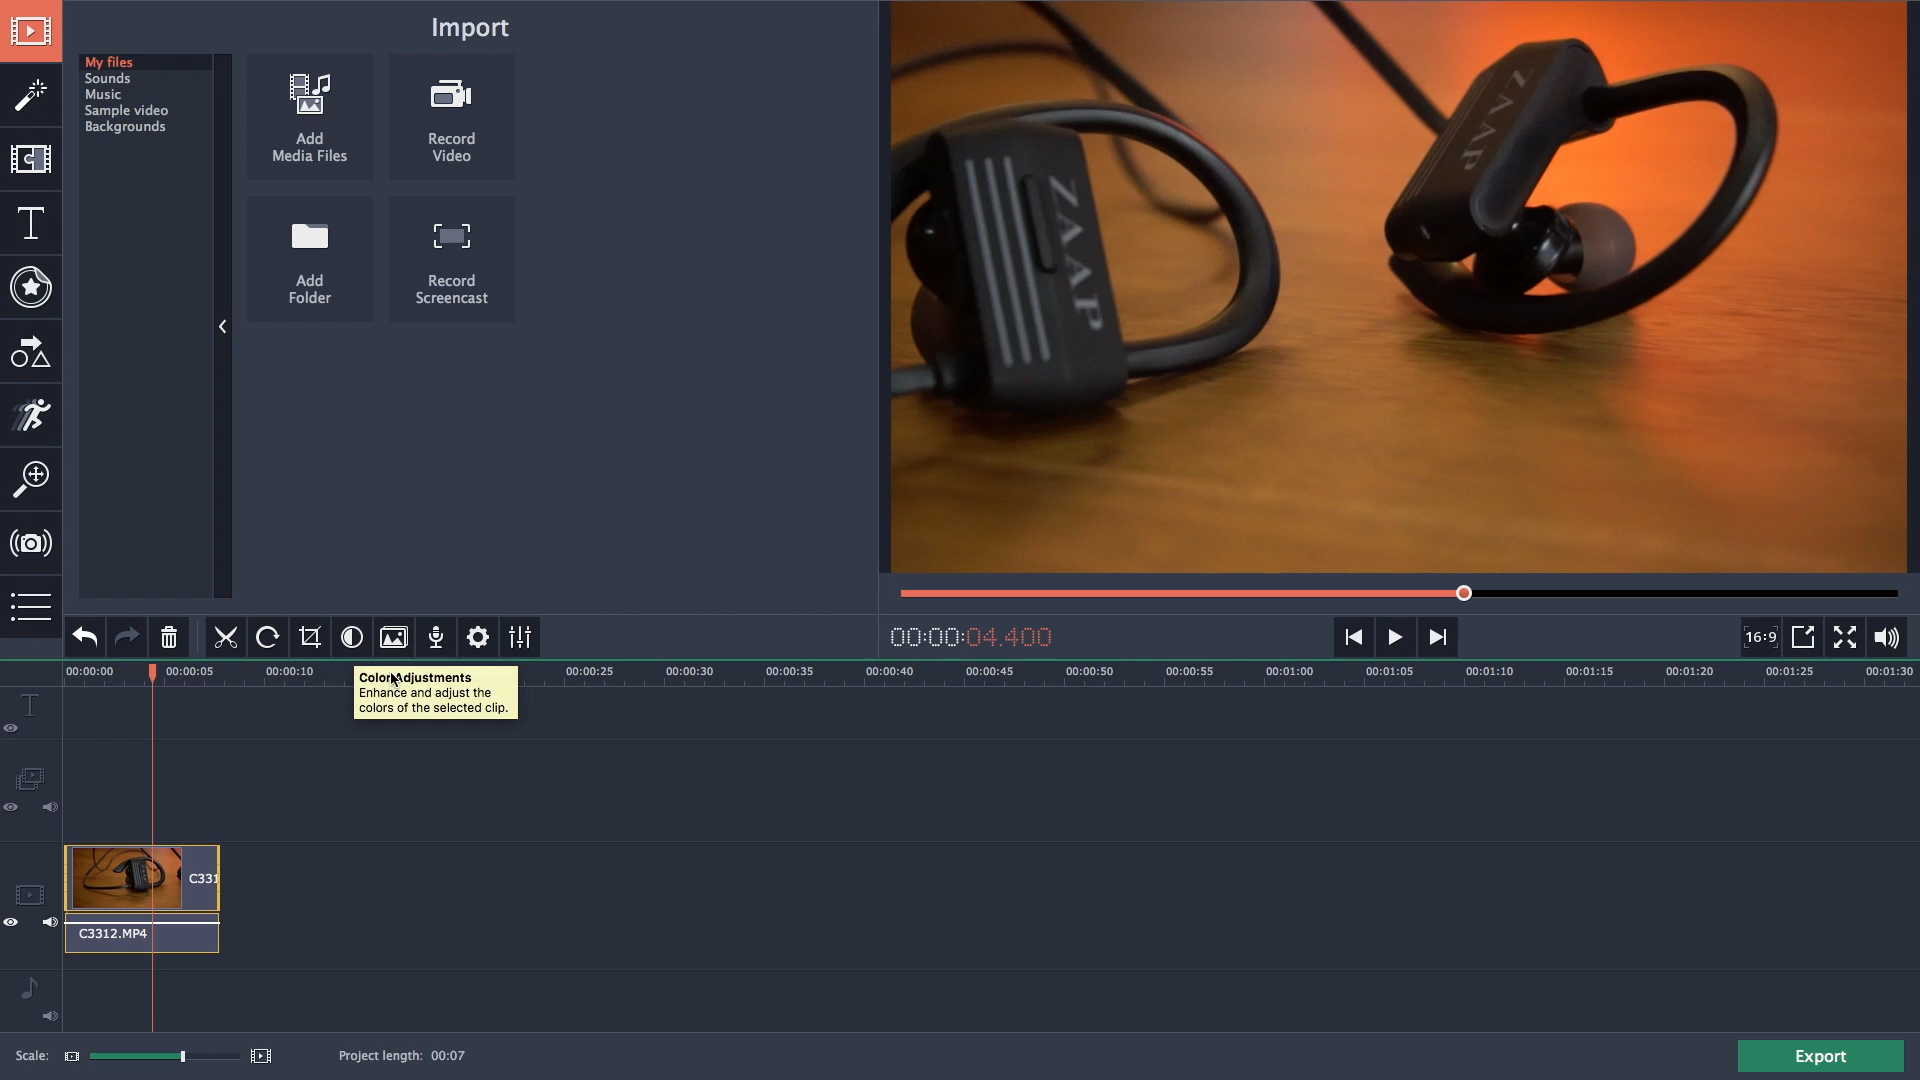 Import
My files
Sounds
Music
Sample video
Backgrounds
Add
Media Files
Record
Video
Add
Folder
Record
Screencast
ZAAP
ZAAP
00:00:04.400
16:9
00:00:00
00:00:05
00:00:10
00:00:25
00:00:30
00:00:35
00:00:40
00:00:45
00:00:50
00:00:55
00:01:00
00:01:05
00:01:10
00:01:15
00:01:20
00:01:25
00:01:30
Color Adjustments
Enhance and adjust the
colors of the selected clip.
C331
C3312.MP4
Scale:
Project length: 00:07
Export